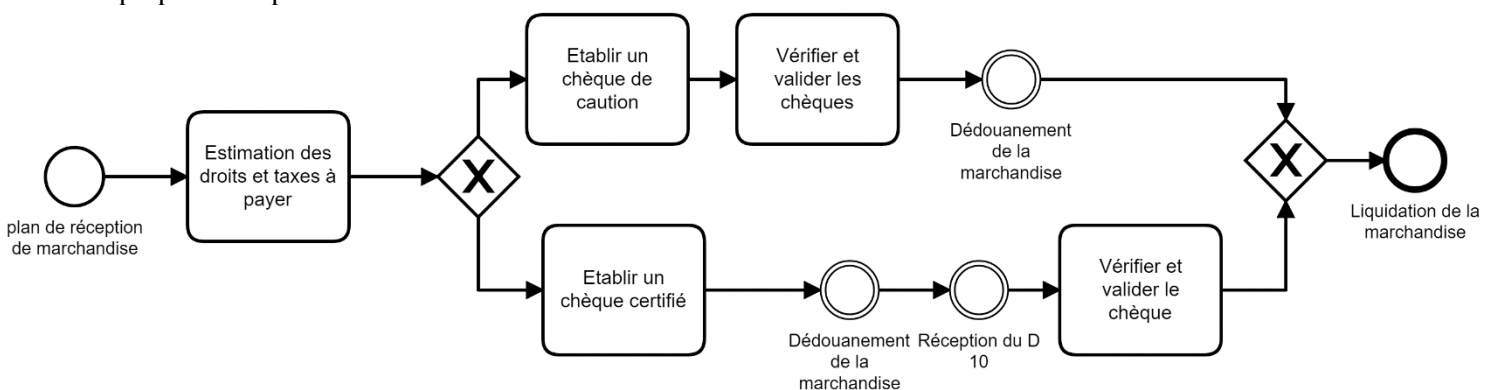 Etablir un
chèque de
caution
Vérifier et
valider les
chèques
Dédouanement
de la
marchandise
Estimation des
droits et taxes à
payer
X
X
plan de réception
de marchandise
Liquidation de la
marchandise
Etablir un
chèque certifié
Vérifier et
valider le
chèque
Dédouanement
de la
marchandise
Réception du D
10